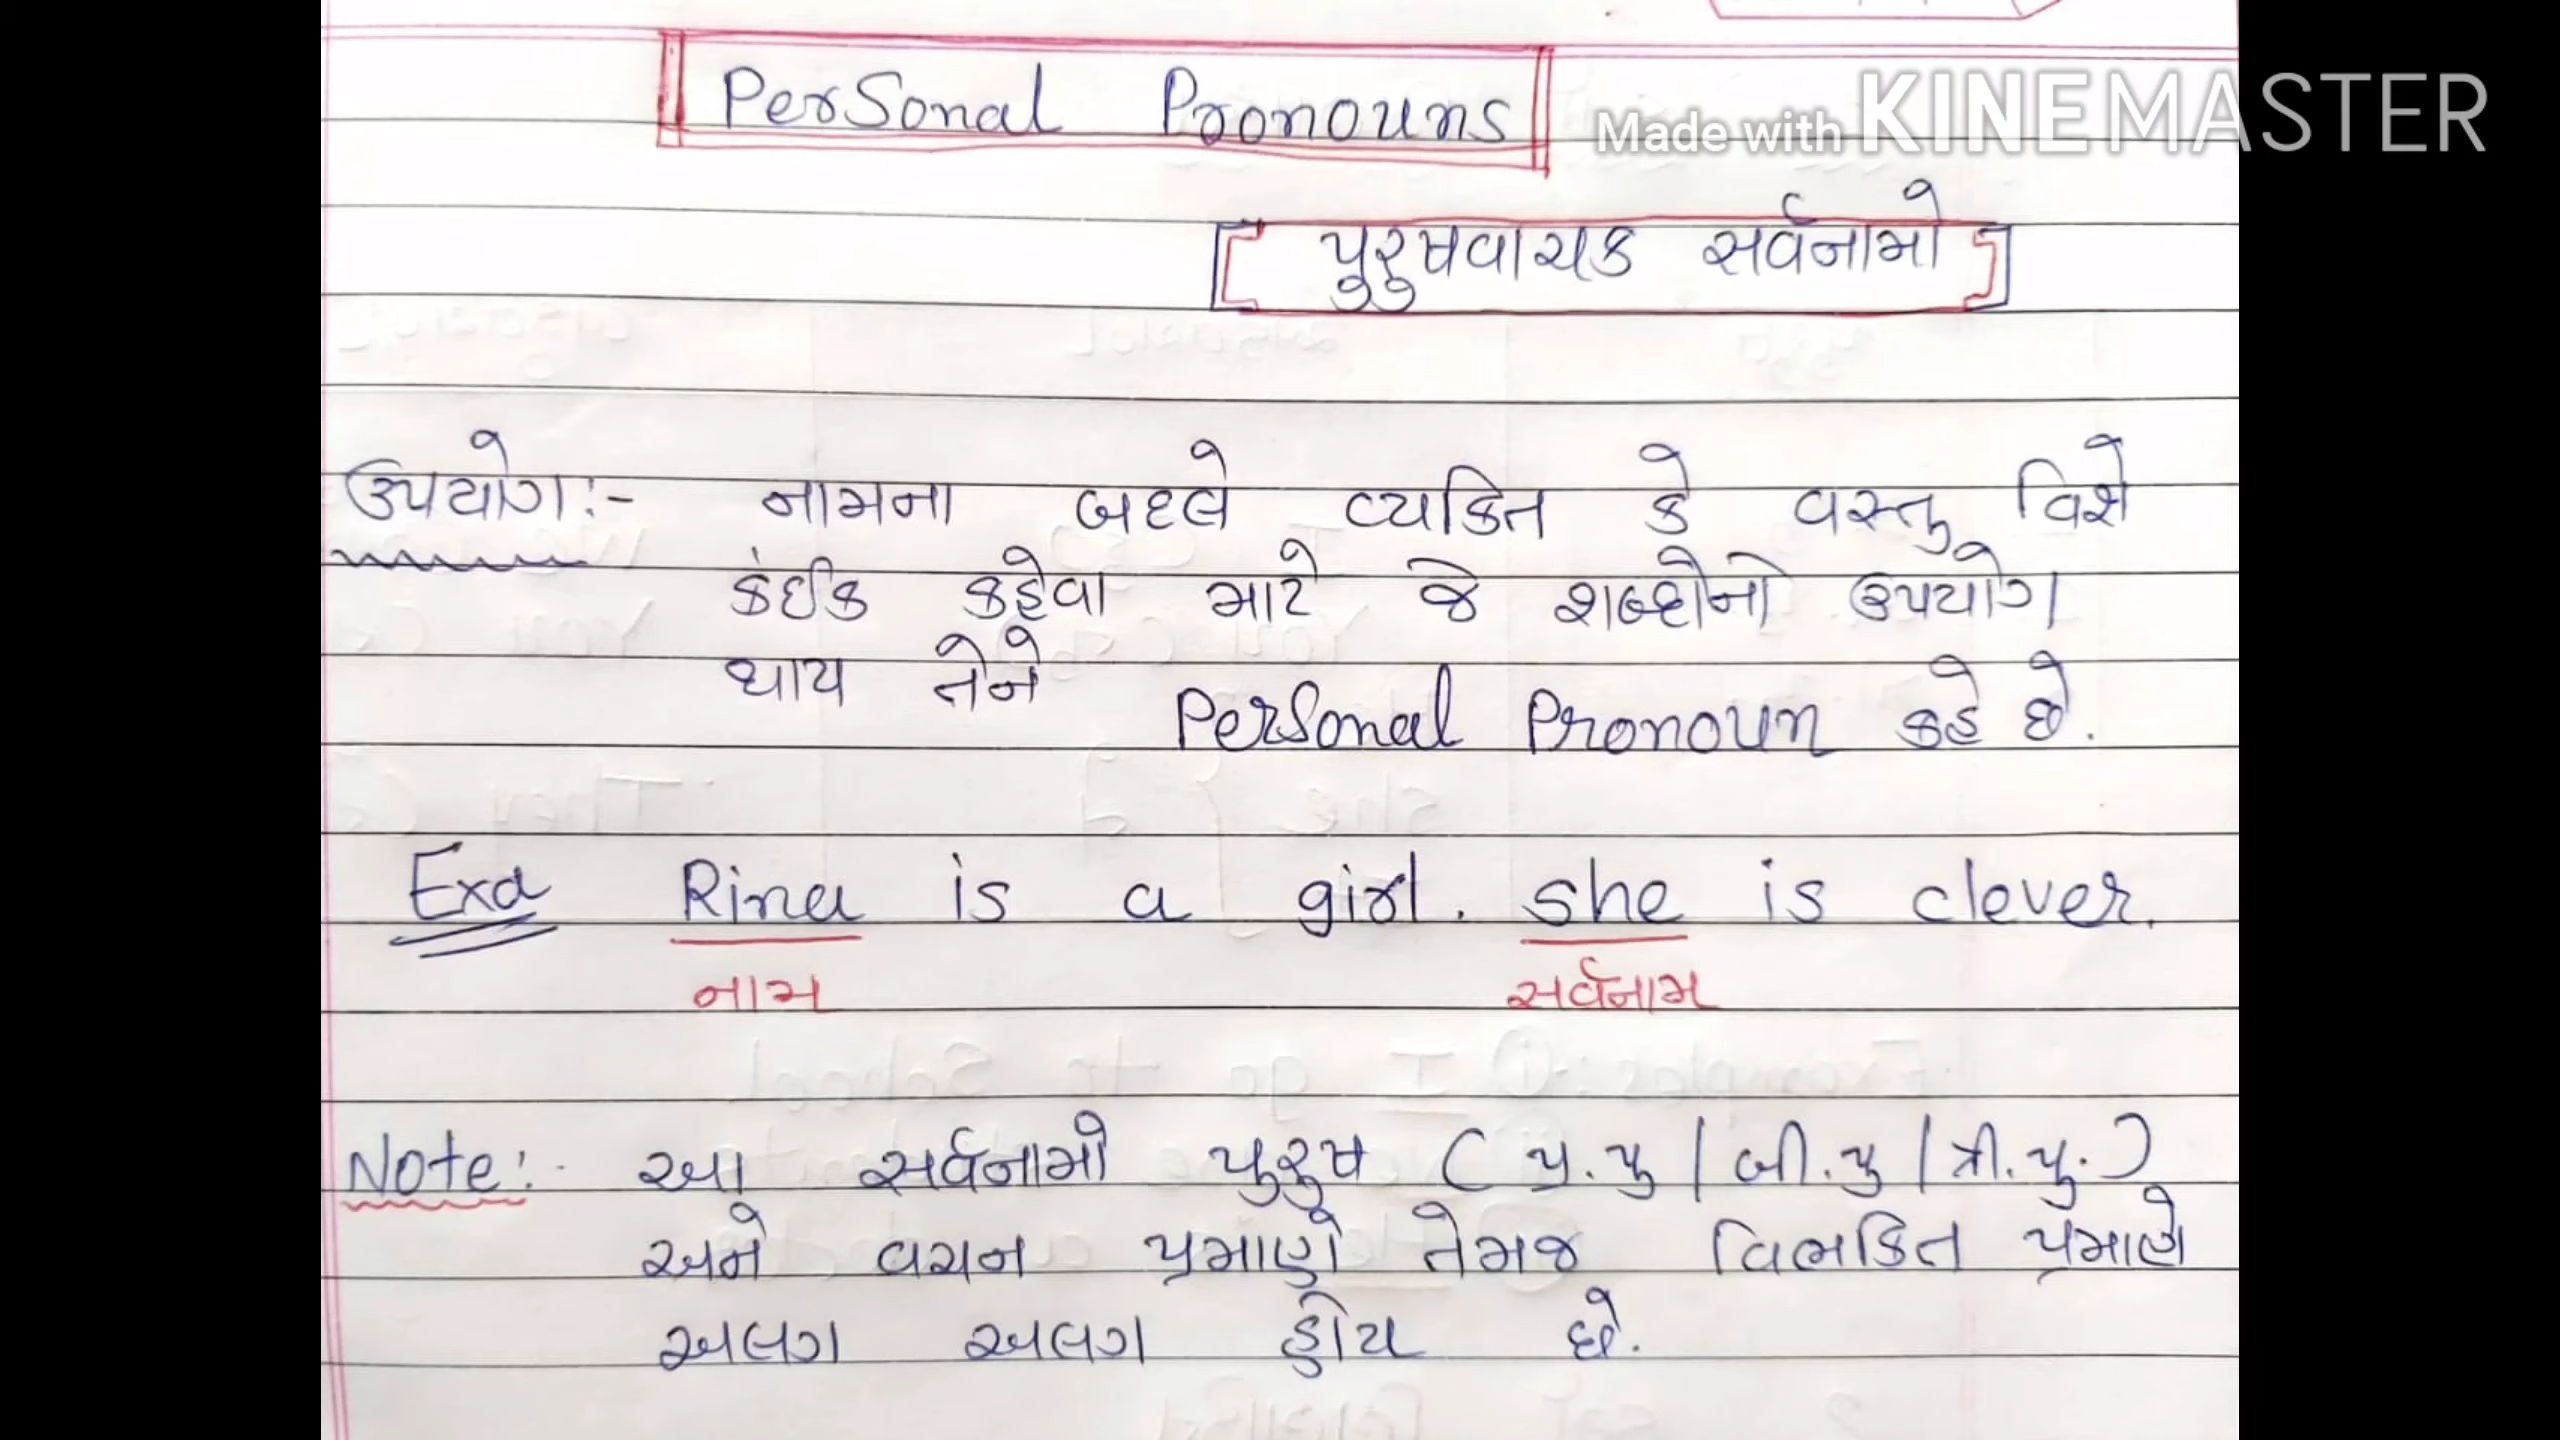 PerSonal Pronouns
Made with KINEMASTER
[ પુરુષવાચક સર્વનામો ]
ઉપયોગ:- નામના બદલે વ્યકિત કે વસ્તુ વિશે
કંઈક કહેવા માટે જે શબ્દોનો ઉપયોગ
થાય તેને PerSonal Pronoun કહે છે.
Exa Rina is a girl. She is clever.
નામ સર્વનામ
Note:- આ સર્વનામો પુરુષ ( પ્ર.પુ / બી.પુ / ત્રી.પુ. )
અને વચન પ્રમાણે તેમજ વિભકિત પ્રમાણે
અલગ અલગ હોય છે.